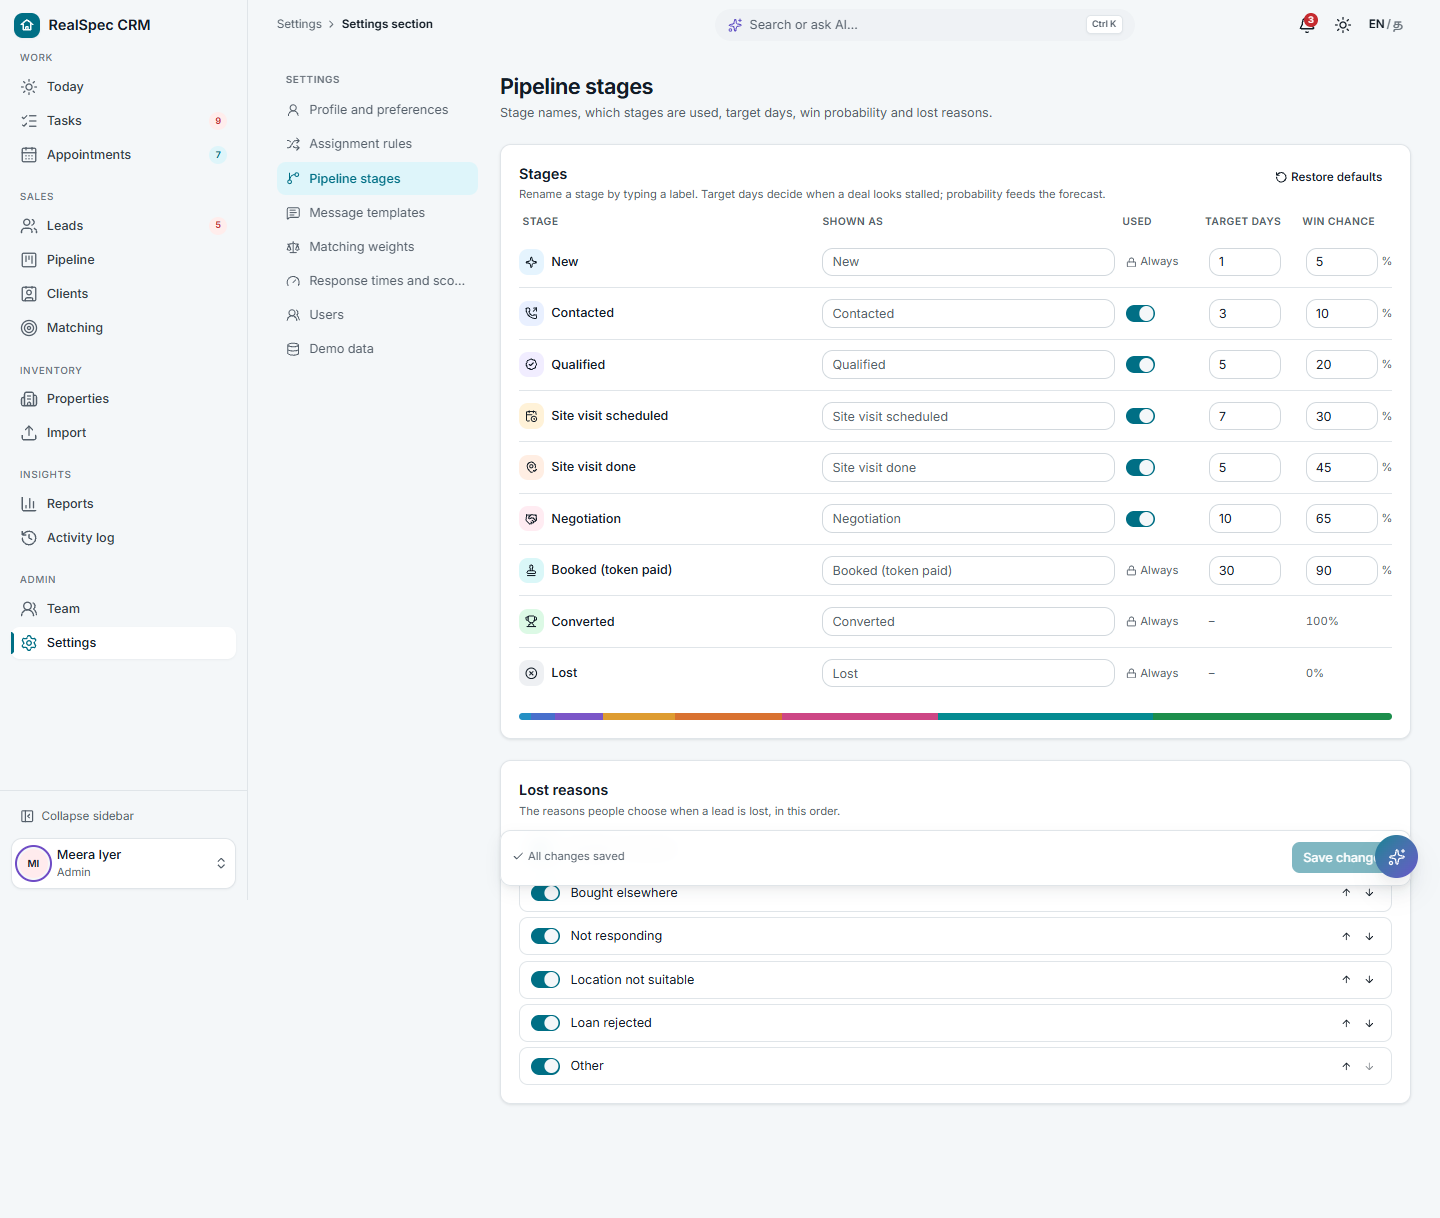 RealSpec CRM
WORK
Today
Tasks 9
Appointments 7
SALES
Leads 5
Pipeline
Clients
Matching
INVENTORY
Properties
Import
INSIGHTS
Reports
Activity log
ADMIN
Team
Settings
Collapse sidebar
MI
Meera Iyer
Admin
Settings > Settings section
Search or ask AI... Ctrl K
3
EN / த
SETTINGS
Profile and preferences
Assignment rules
Pipeline stages
Message templates
Matching weights
Response times and sco...
Users
Demo data
Pipeline stages
Stage names, which stages are used, target days, win probability and lost reasons.
Stages
Restore defaults
Rename a stage by typing a label. Target days decide when a deal looks stalled; probability feeds the forecast.
STAGE SHOWN AS USED TARGET DAYS WIN CHANCE
New New Always 1 5 %
Contacted Contacted 3 10 %
Qualified Qualified 5 20 %
Site visit scheduled Site visit scheduled 7 30 %
Site visit done Site visit done 5 45 %
Negotiation Negotiation 10 65 %
Booked (token paid) Booked (token paid) Always 30 90 %
Converted Converted Always – 100%
Lost Lost Always – 0%
Lost reasons
The reasons people choose when a lead is lost, in this order.
All changes saved
Save chang
Bought elsewhere
Not responding
Location not suitable
Loan rejected
Other